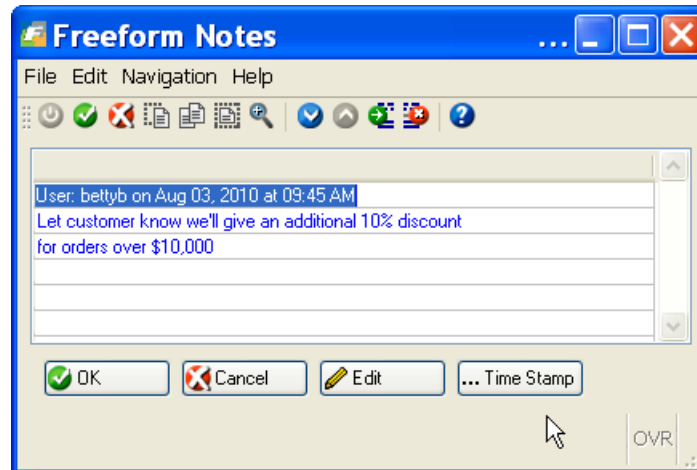 Freeform Notes ...
File Edit Navigation Help
User: bettyb on Aug 03, 2010 at 09:45 AM
Let customer know we'll give an additional 10% discount
for orders over $10,000
OK Cancel Edit ... Time Stamp
OVR